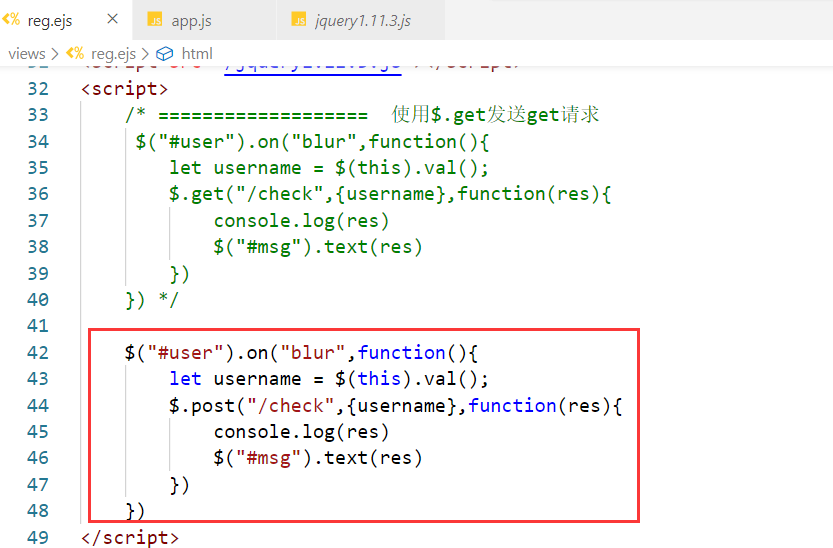 reg.ejs
app.js
jquery1.11.3.js
views > reg.ejs > html
32 <script>
33 /* =================== 使用$.get发送get请求
34 $("#user").on("blur",function(){
35 let username = $(this).val();
36 $.get("/check",{username},function(res){
37 console.log(res)
38 $("#msg").text(res)
39 })
40 }) */
41
42 $("#user").on("blur",function(){
43 let username = $(this).val();
44 $.post("/check",{username},function(res){
45 console.log(res)
46 $("#msg").text(res)
47 })
48 })
49 </script>